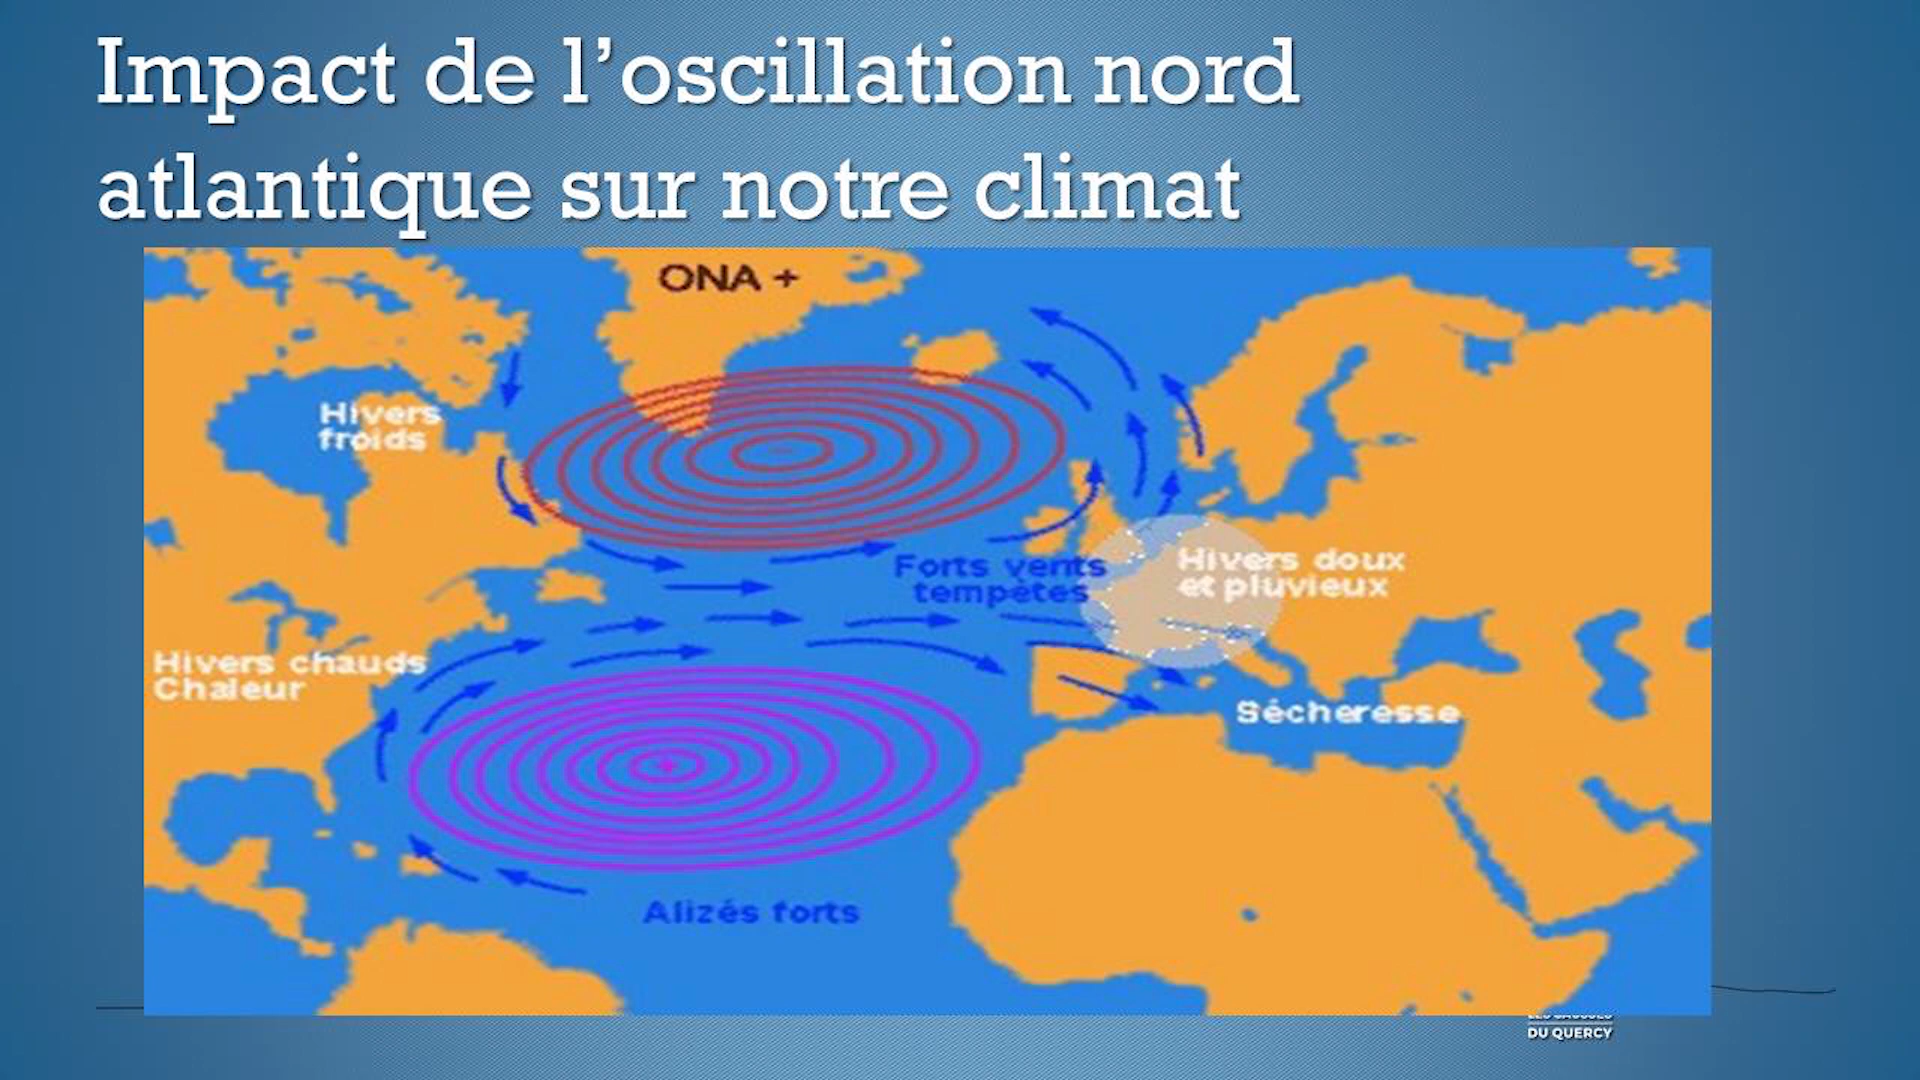 Impact de l’oscillation nord
atlantique sur notre climat
ONA +
Hivers
froids
Forts vents
tempêtes
Hivers doux
et pluvieux
Hivers chauds
Chaleur
Sécheresse
Alizés forts
DU QUERCY